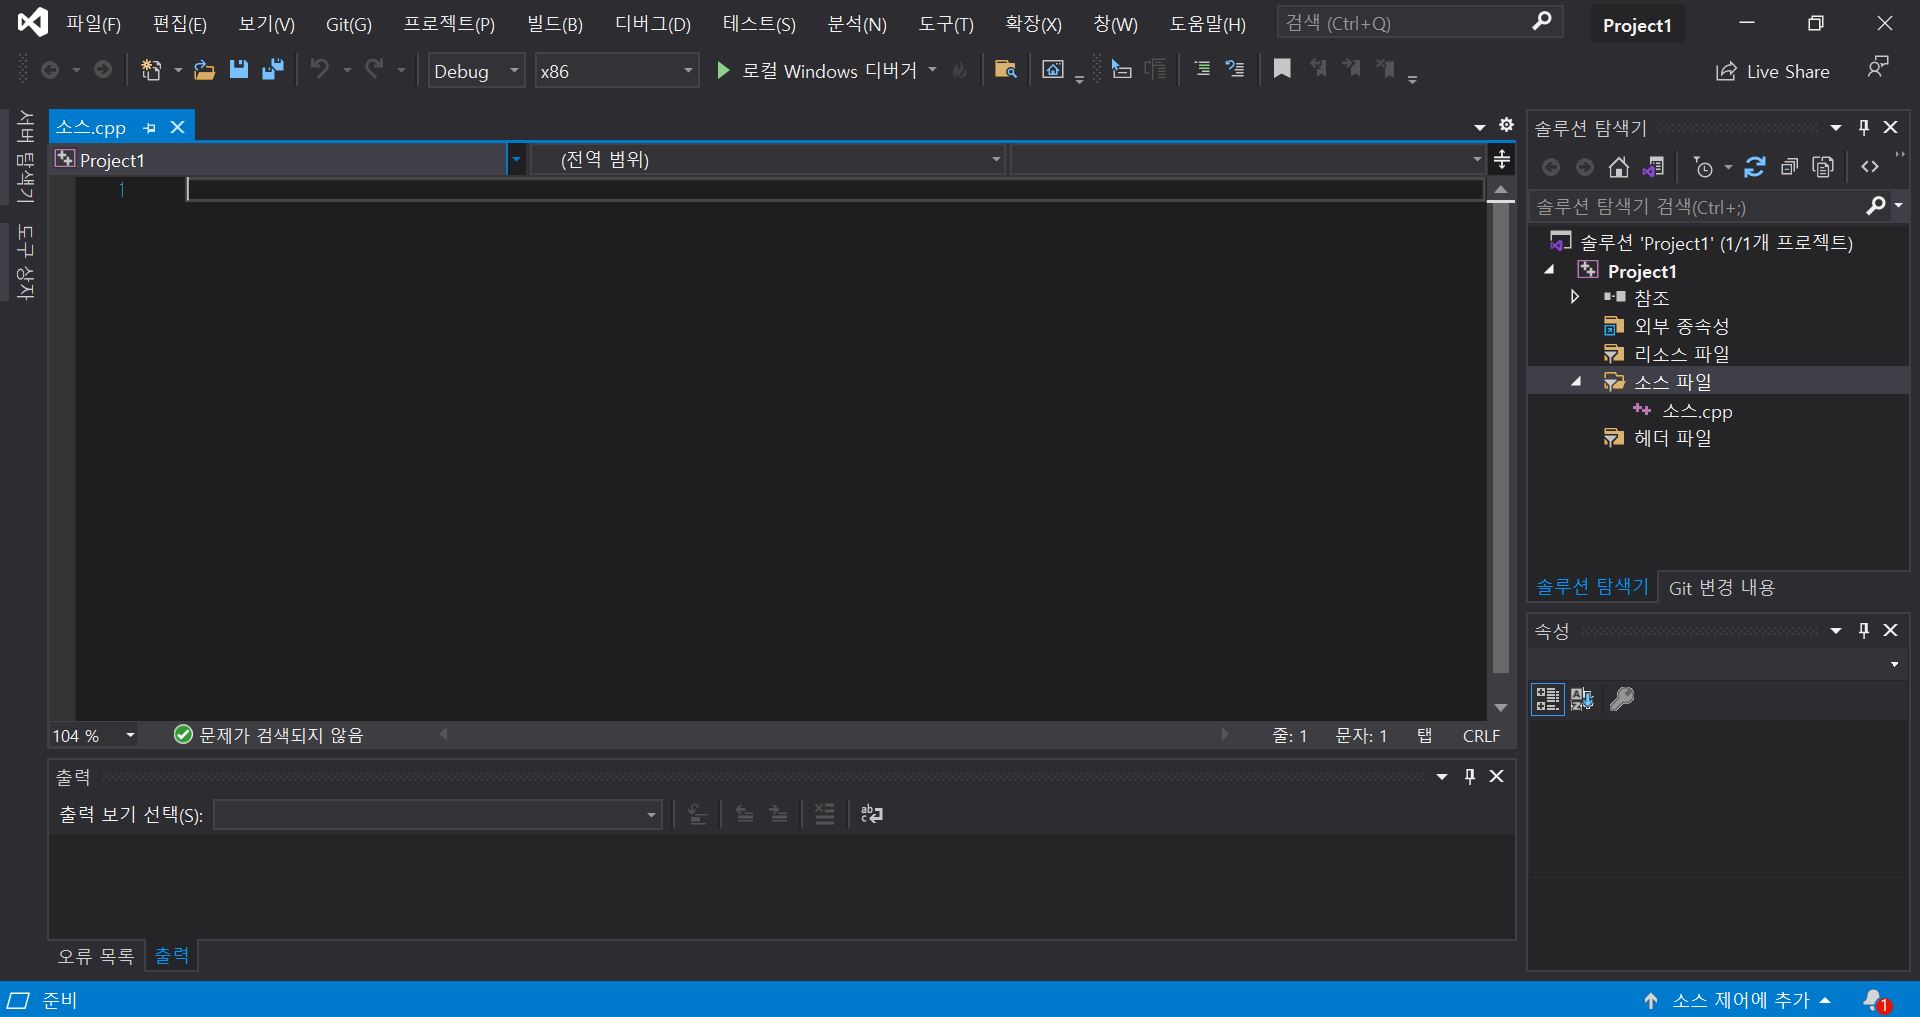 파일(F) 편집(E) 보기(V) Git(G) 프로젝트(P) 빌드(B) 디버그(D) 테스트(S) 분석(N) 도구(T) 확장(X) 창(W) 도움말(H) 검색 (Ctrl+Q) Project1
Debug x86 로컬 Windows 디버거 Live Share
서버 탐색기
도구 상자
소스.cpp
Project1 (전역 범위)
1
104 % 문제가 검색되지 않음 줄: 1 문자: 1 탭 CRLF
출력
출력 보기 선택(S):
오류 목록 출력
솔루션 탐색기
솔루션 탐색기 검색(Ctrl+;)
솔루션 'Project1' (1/1개 프로젝트)
Project1
참조
외부 종속성
리소스 파일
소스 파일
소스.cpp
헤더 파일
솔루션 탐색기 Git 변경 내용
속성
준비 소스 제어에 추가 1